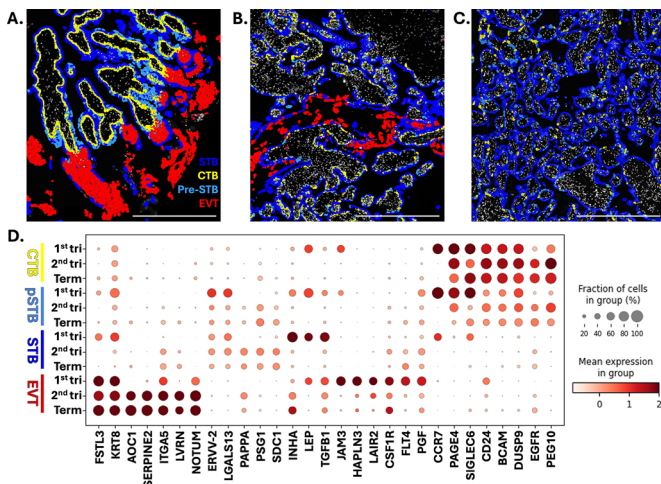 A.
B.
C.
STB
CTB
Pre-STB
EVT
D.
CTB
1st tri
2nd tri
Term
pSTB
1st tri
2nd tri
Term
STB
1st tri
2nd tri
Term
EVT
1st tri
2nd tri
Term
FSTL3
KRT8
AOC1
SERPINE2
ITGA5
LVRN
NOTUM
ERVV-2
LGALS13
PAPPA
PSG1
SDC1
INHA
LEP
TGFB1
JAM3
HAPLN3
LAIR2
CSF1R
FLT4
PGF
CCR7
PAGE4
SIGLEC6
CD24
BCAM
DUSP9
EGFR
PEG10
Fraction of cells
in group (%)
20 40 60 80 100
Mean expression
in group
0 1 2